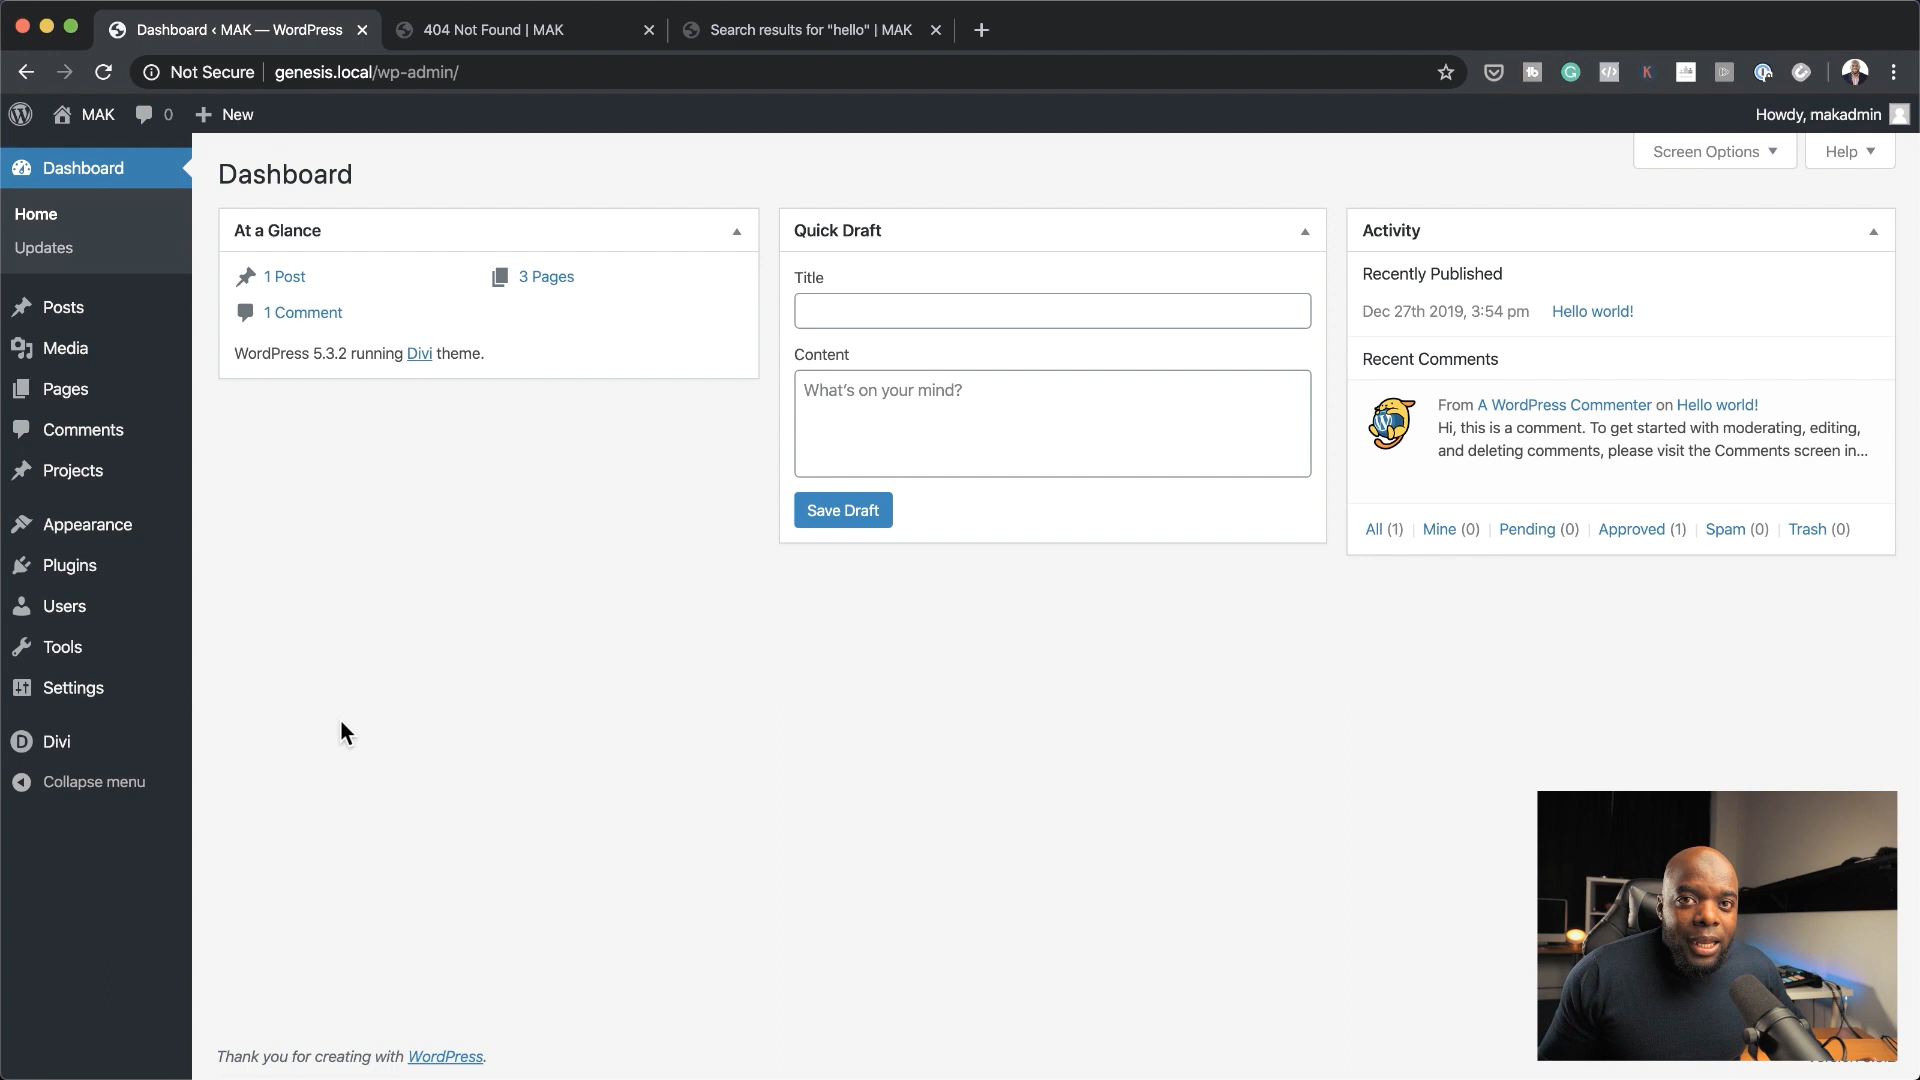 Dashboard ‹ MAK — WordPress
404 Not Found | MAK
Search results for "hello" | MAK
Not Secure
genesis.local/wp-admin/
MAK
0
New
Howdy, makadmin
Dashboard
Home
Updates
Posts
Media
Pages
Comments
Projects
Appearance
Plugins
Users
Tools
Settings
Divi
Collapse menu
Screen Options
Help
Dashboard
At a Glance
1 Post
3 Pages
1 Comment
WordPress 5.3.2 running Divi theme.
Quick Draft
Title
Content
What's on your mind?
Save Draft
Activity
Recently Published
Dec 27th 2019, 3:54 pm Hello world!
Recent Comments
From A WordPress Commenter on Hello world!
Hi, this is a comment. To get started with moderating, editing,
and deleting comments, please visit the Comments screen in…
All (1) | Mine (0) | Pending (0) | Approved (1) | Spam (0) | Trash (0)
Thank you for creating with WordPress.